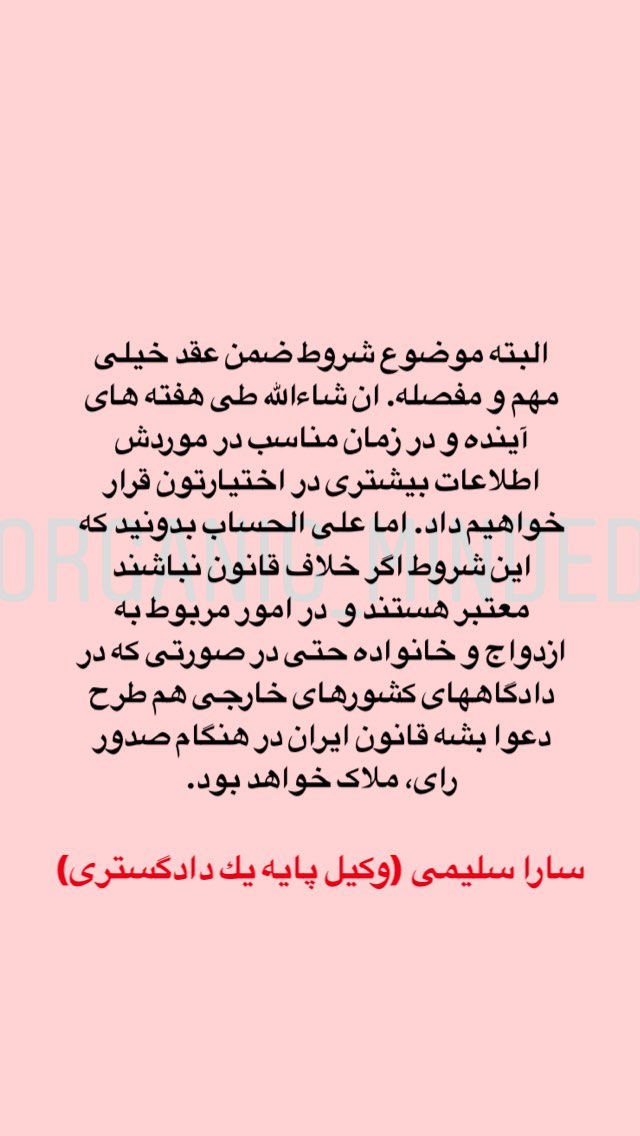 البته موضوع شروط ضمن عقد خیلی
مهم و مفصله. ان شاءالله طی هفته های
آینده و در زمان مناسب در موردش
اطلاعات بیشتری در اختیارتون قرار
خواهیم داد. اما علی الحساب بدونید که
این شروط اگر خلاف قانون نباشند
معتبر هستند و در امور مربوط به
ازدواج و خانواده حتی در صورتی که در
دادگاههای کشورهای خارجی هم طرح
دعوا بشه قانون ایران در هنگام صدور
رای، ملاک خواهد بود.
سارا سلیمی (وکیل پایه یك دادگستری)
ORGANIC_MINDED